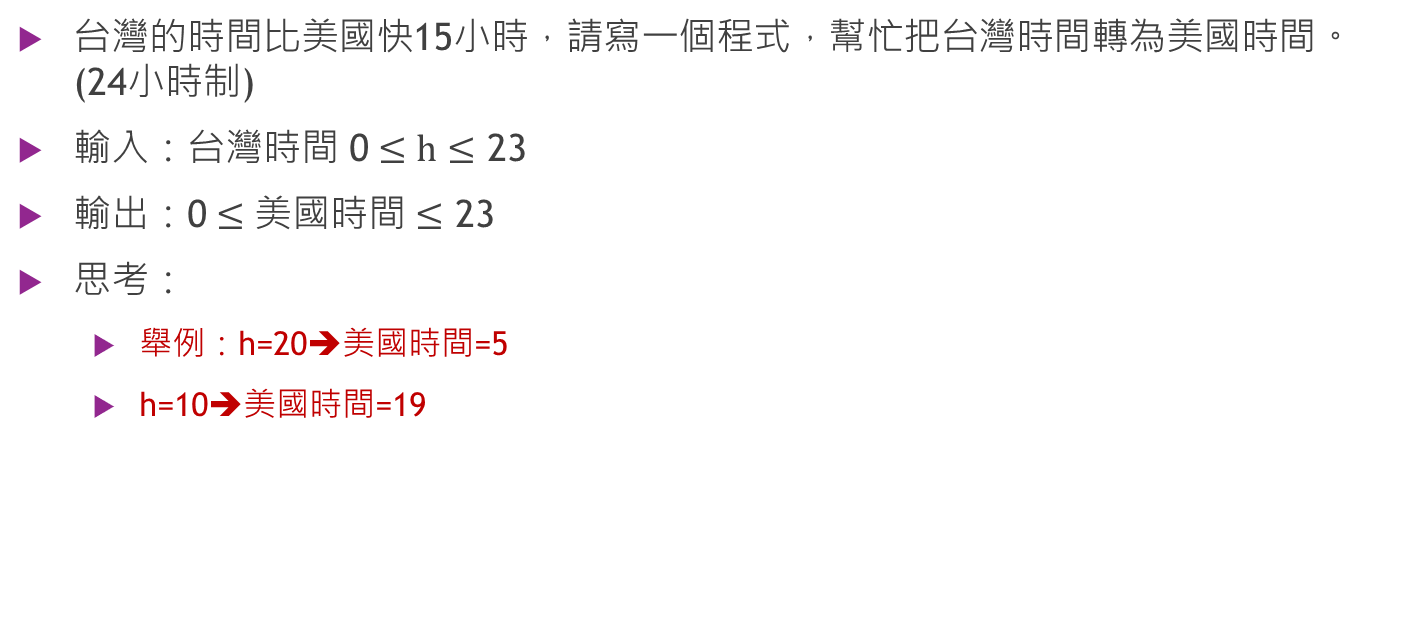 台灣的時間比美國快15小時，請寫一個程式，幫忙把台灣時間轉為美國時間。
(24小時制)
輸入：台灣時間 0 ≤ h ≤ 23
輸出：0 ≤ 美國時間 ≤ 23
思考：
舉例：h=20➔美國時間=5
h=10➔美國時間=19